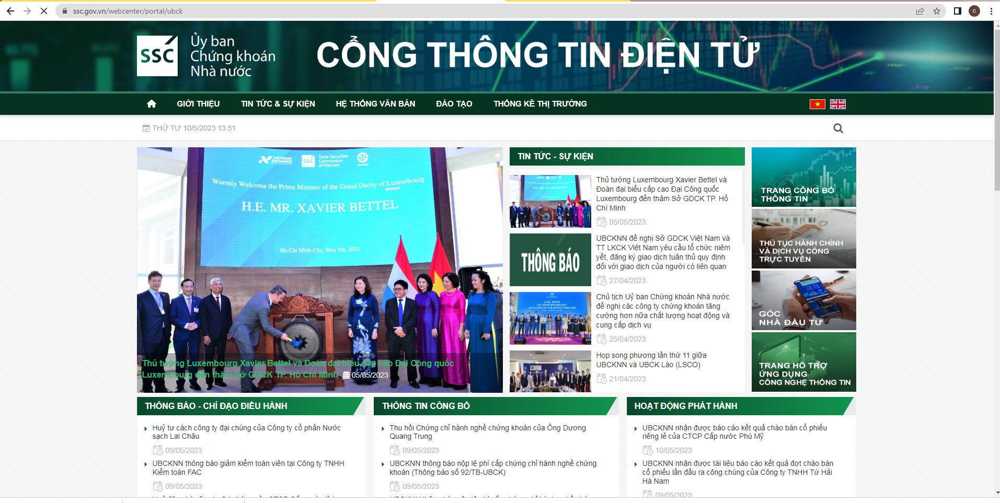 ssc.gov.vn/webcenter/portal/ubck
C
SSC
Ủy ban
Chứng khoán
Nhà nước
CỔNG THÔNG TIN ĐIỆN TỬ
GIỚI THIỆU
TIN TỨC & SỰ KIỆN
HỆ THỐNG VĂN BẢN
ĐÀO TẠO
THỐNG KÊ THỊ TRƯỜNG
THỨ TƯ 10/5/2023 13:51
VIETNAM
EXCHANGE
SSC
State Securities
Commission
of Vietnam
Warmly Welcome the Prime Minister of the Grand Duchy of Luxembourg
H.E. MR. XAVIER BETTEL
Ho Chi Minh City, May 5th, 2023
Thủ tướng Luxembourg Xavier Bettel và Đoàn đại biểu cấp cao Đại Công quốc
Luxembourg đến thăm Sở GDCK TP. Hồ Chí Minh 05/05/2023
TIN TỨC - SỰ KIỆN
Thủ tướng Luxembourg Xavier Bettel và
Đoàn đại biểu cấp cao Đại Công quốc
Luxembourg đến thăm Sở GDCK TP. Hồ
Chí Minh
05/05/2023
THÔNG BÁO
UBCKNN đề nghị Sở GDCK Việt Nam và
TT LKCK Việt Nam yêu cầu tổ chức niêm
yết, đăng ký giao dịch tuân thủ quy định
đối với giao dịch của người có liên quan
27/04/2023
CHÚC MỪNG
Chủ tịch Uỷ ban Chứng khoán Nhà nước
đề nghị các công ty chứng khoán tăng
cường hơn nữa chất lượng hoạt động và
cung cấp dịch vụ
25/04/2023
Họp song phương lần thứ 11 giữa
UBCKNN và UBCK Lào (LSCO)
21/04/2023
TRANG CÔNG BỐ
THÔNG TIN
THỦ TỤC HÀNH CHÍNH
VÀ DỊCH VỤ CÔNG
TRỰC TUYẾN
GÓC
NHÀ ĐẦU TƯ
TRANG HỖ TRỢ
ỨNG DỤNG
CÔNG NGHỆ THÔNG TIN
THÔNG BÁO - CHỈ ĐẠO ĐIỀU HÀNH
Huỷ tư cách công ty đại chúng của Công ty cổ phần Nước
sạch Lai Châu
09/05/2023
UBCKNN thông báo giảm kiểm toán viên tại Công ty TNHH
Kiểm toán FAC
09/05/2023
THÔNG TIN CÔNG BỐ
Thu hồi Chứng chỉ hành nghề chứng khoán của Ông Dương
Quang Trung
09/05/2023
UBCKNN thông báo nộp lệ phí cấp chứng chỉ hành nghề chứng
khoán (Thông báo số 92/TB-UBCK)
09/05/2023
HOẠT ĐỘNG PHÁT HÀNH
UBCKNN nhận được báo cáo kết quả chào bán cổ phiếu
riêng lẻ của CTCP Cấp nước Phú Mỹ
10/05/2023
UBCKNN nhận được tài liệu báo cáo kết quả đợt chào bán
cổ phiếu lần đầu ra công chúng của Công ty TNHH Tứ Hải
Hà Nam
09/05/2023